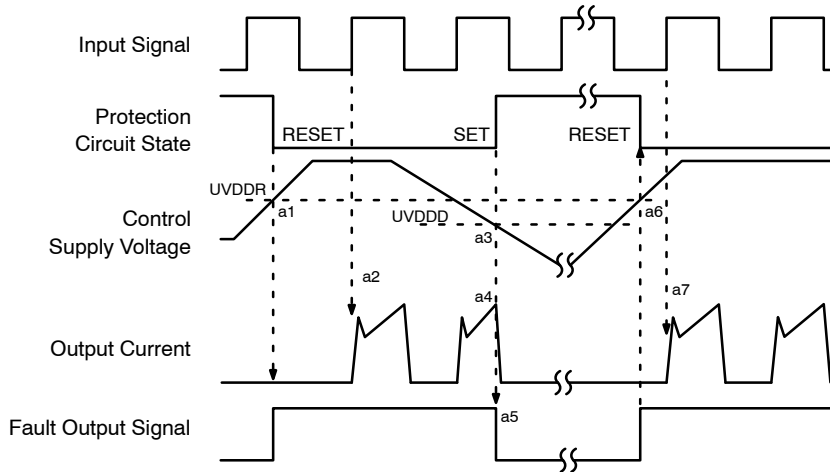 Input Signal
Protection
Circuit State
RESET
SET
RESET
UVDDR
a1
a6
Control
Supply Voltage
UVDDD
a3
a2
a4
a7
Output Current
Fault Output Signal
a5